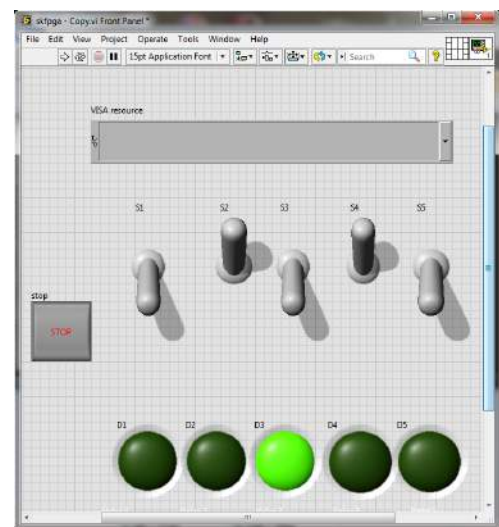 skfpga - Copy.vi Front Panel *
File Edit View Project Operate Tools Window Help
15pt Application Font Search
VISA resource
S1 S2 S3 S4 S5
stop
STOP
D1 D2 D3 D4 D5